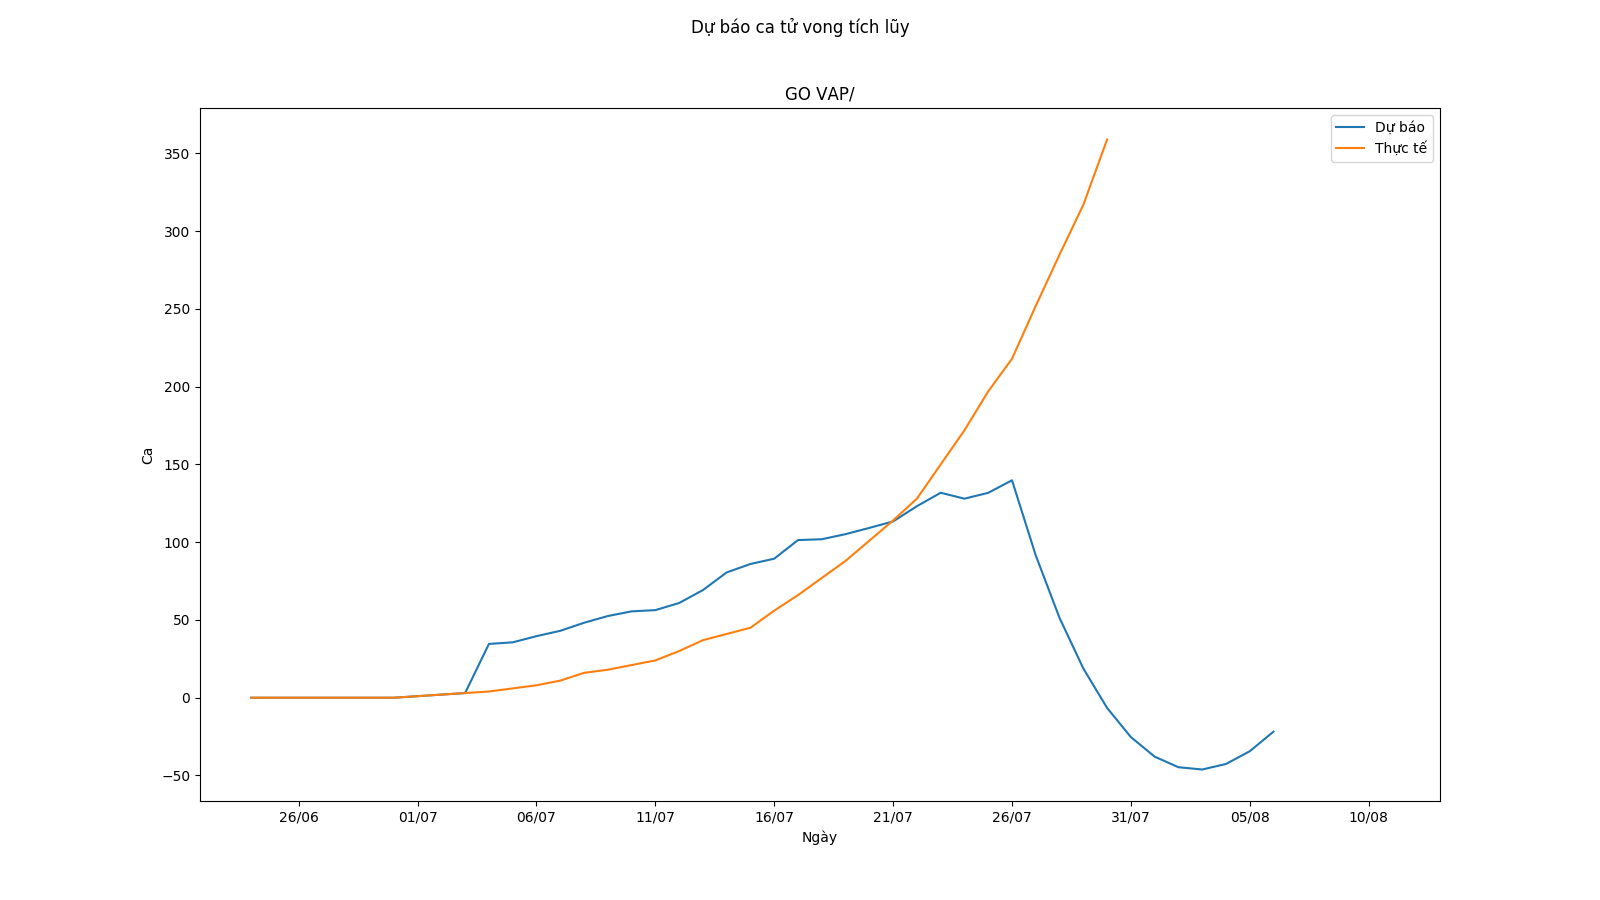 Dự báo ca tử vong tích lũy
GO VAP/
Dự báo
Thực tế
350
300
250
200
150
100
50
0
−50
Ca
26/06 01/07 06/07 11/07 16/07 21/07 26/07 31/07 05/08 10/08
Ngày